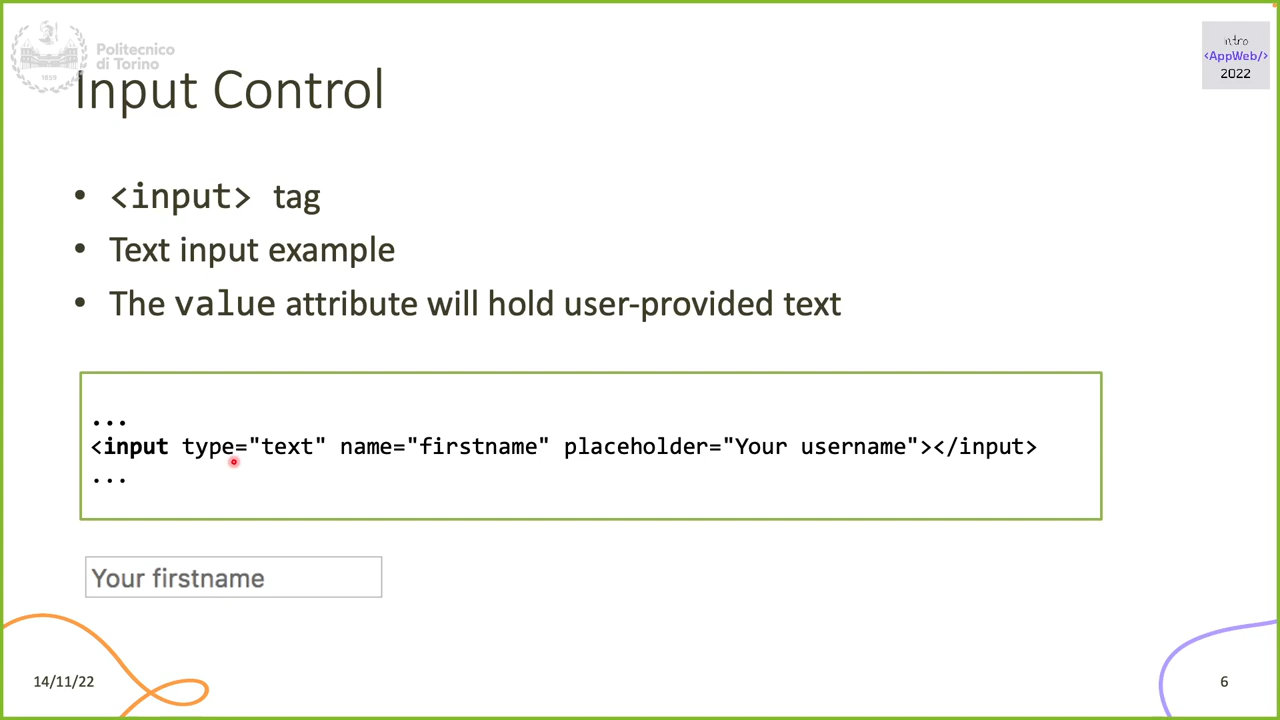 Politecnico
di Torino
1859
intro
<AppWeb/>
2022
Input Control
• <input> tag
• Text input example
• The value attribute will hold user-provided text
...
<input type="text" name="firstname" placeholder="Your username"></input>
...
Your firstname
14/11/22
6